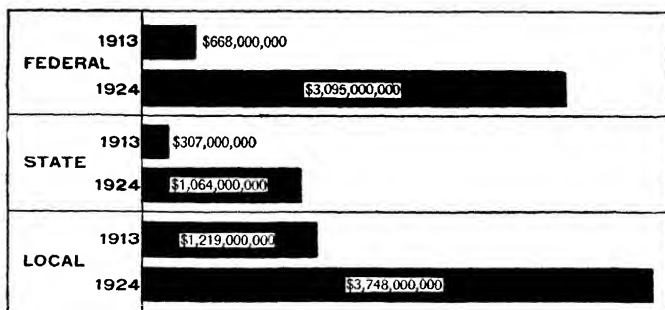 1913 $668,000,000
FEDERAL
1924 $3,095,000,000
1913 $307,000,000
STATE
1924 $1,064,000,000
1913 $1,219,000,000
LOCAL
1924 $3,748,000,000